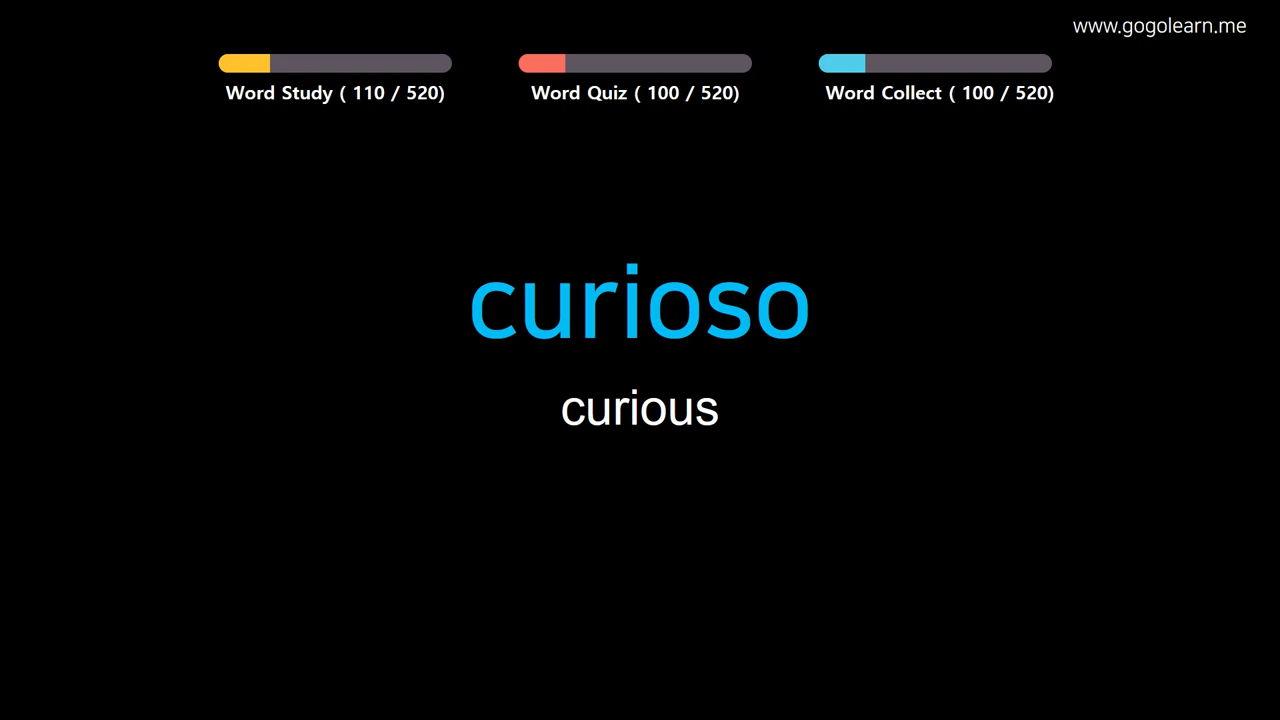 www.gogolearn.me
Word Study ( 110 / 520)
Word Quiz ( 100 / 520)
Word Collect ( 100 / 520)
curioso
curious